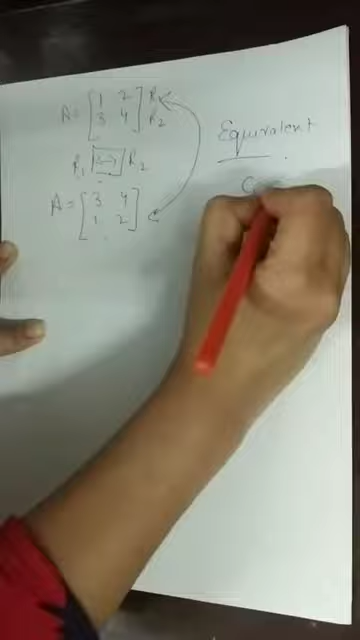 A = [ 1 2 ] R1
[ 3 4 ] R2
R1 ↔ R2
A = [ 3 4 ]
[ 1 2 ]
Equivalent